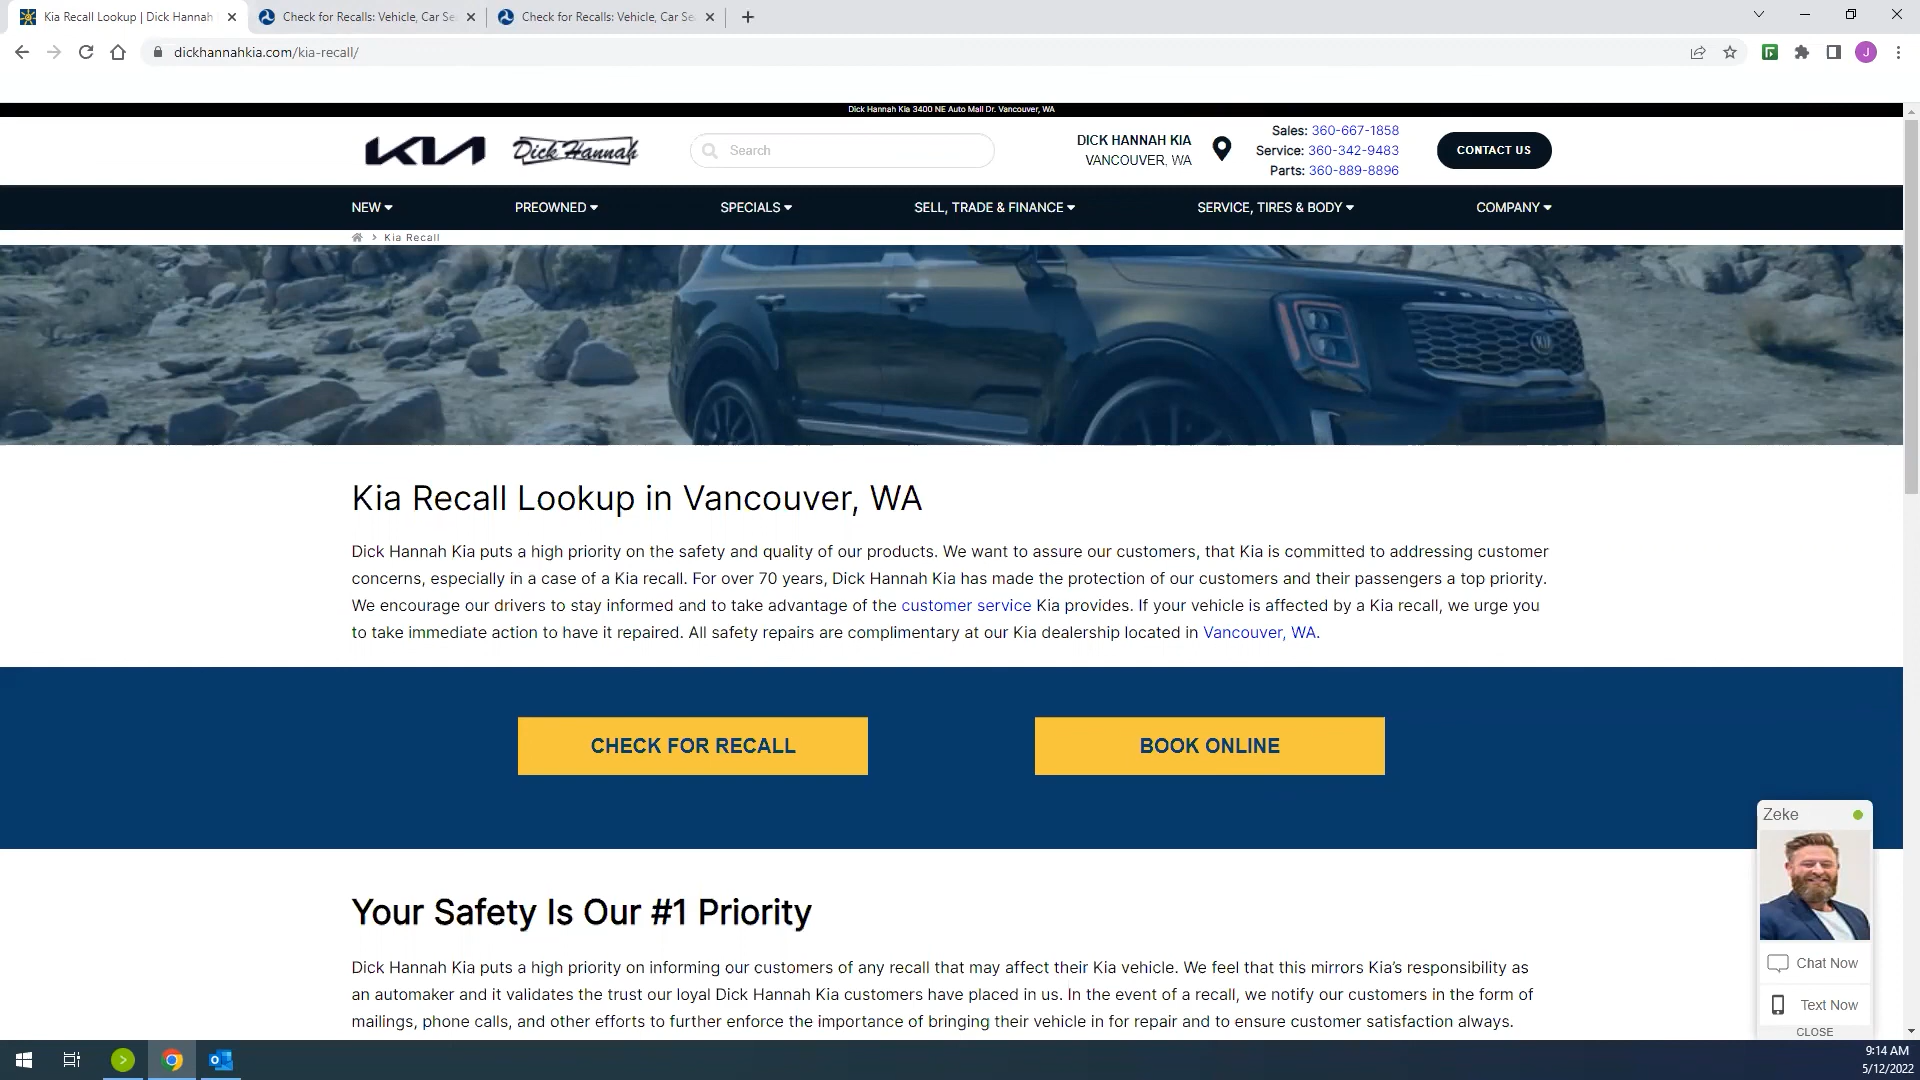 Kia Recall Lookup | Dick Hannah
Check for Recalls: Vehicle, Car Se
Check for Recalls: Vehicle, Car Se
dickhannahkia.com/kia-recall/
J
Dick Hannah Kia 3400 NE Auto Mall Dr. Vancouver, WA
KIA
Dick Hannah
Search
DICK HANNAH KIA
VANCOUVER, WA
Sales: 360-667-1858
Service: 360-342-9483
Parts: 360-889-8896
CONTACT US
NEW
PREOWNED
SPECIALS
SELL, TRADE & FINANCE
SERVICE, TIRES & BODY
COMPANY
> Kia Recall
Kia Recall Lookup in Vancouver, WA
Dick Hannah Kia puts a high priority on the safety and quality of our products. We want to assure our customers, that Kia is committed to addressing customer
concerns, especially in a case of a Kia recall. For over 70 years, Dick Hannah Kia has made the protection of our customers and their passengers a top priority.
We encourage our drivers to stay informed and to take advantage of the customer service Kia provides. If your vehicle is affected by a Kia recall, we urge you
to take immediate action to have it repaired. All safety repairs are complimentary at our Kia dealership located in Vancouver, WA.
CHECK FOR RECALL
BOOK ONLINE
Your Safety Is Our #1 Priority
Dick Hannah Kia puts a high priority on informing our customers of any recall that may affect their Kia vehicle. We feel that this mirrors Kia's responsibility as
an automaker and it validates the trust our loyal Dick Hannah Kia customers have placed in us. In the event of a recall, we notify our customers in the form of
mailings, phone calls, and other efforts to further enforce the importance of bringing their vehicle in for repair and to ensure customer satisfaction always.
Zeke
Chat Now
Text Now
CLOSE
9:14 AM
5/12/2022